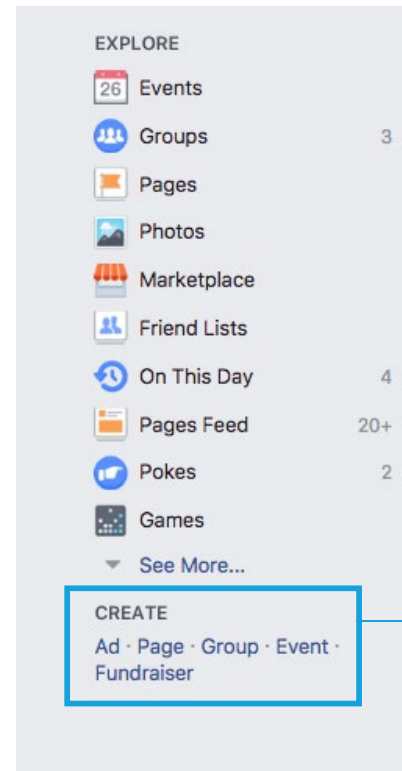 EXPLORE
26 Events
Groups 3
Pages
Photos
Marketplace
Friend Lists
On This Day 4
Pages Feed 20+
Pokes 2
Games
See More...
CREATE
Ad · Page · Group · Event ·
Fundraiser